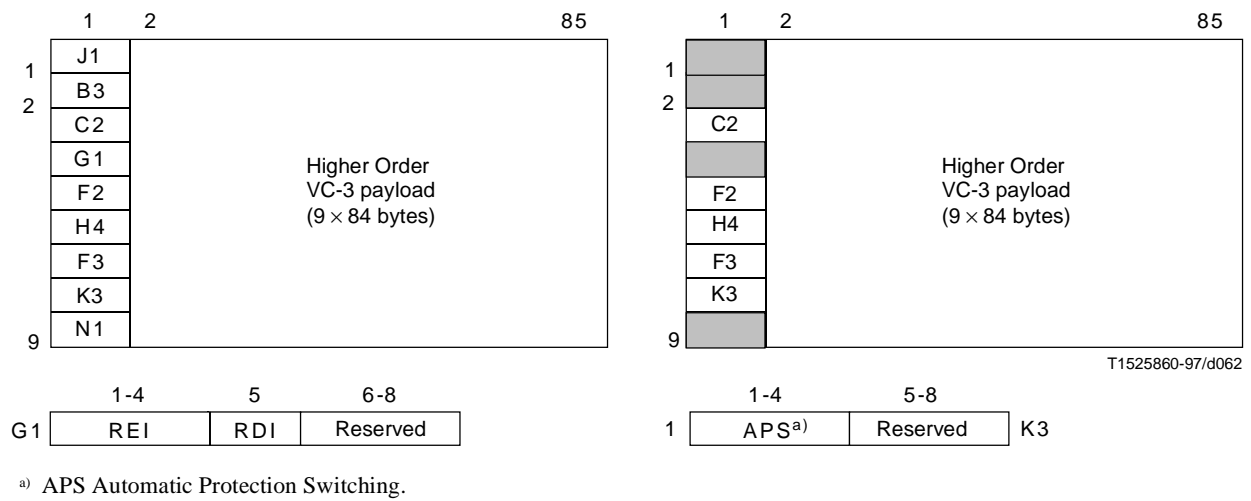 1 2 85
1
2
9
J1
B3
C2
G1
F2
H4
F3
K3
N1
Higher Order
VC-3 payload
(9 × 84 bytes)
1-4 5 6-8
G1 REI RDI Reserved
1 2 85
1
2
9
C2
F2
H4
F3
K3
Higher Order
VC-3 payload
(9 × 84 bytes)
T1525860-97/d062
1-4 5-8
1 APSa) Reserved K3
a) APS Automatic Protection Switching.